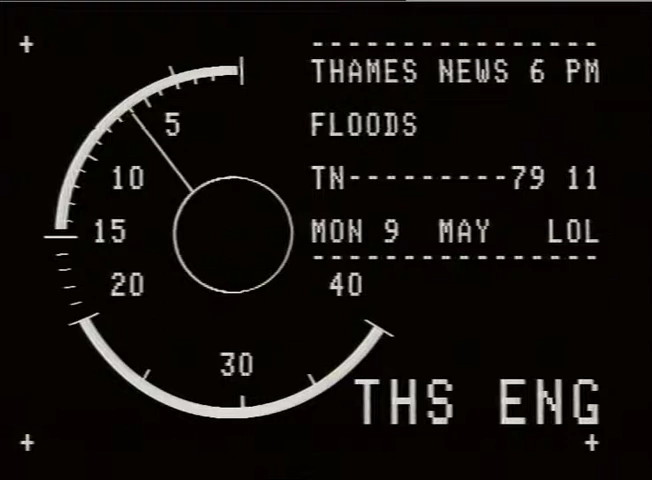 THAMES NEWS 6 PM
FLOODS
TN---------79 11
MON 9 MAY LOL
5
10
15
20
30
40
THS ENG